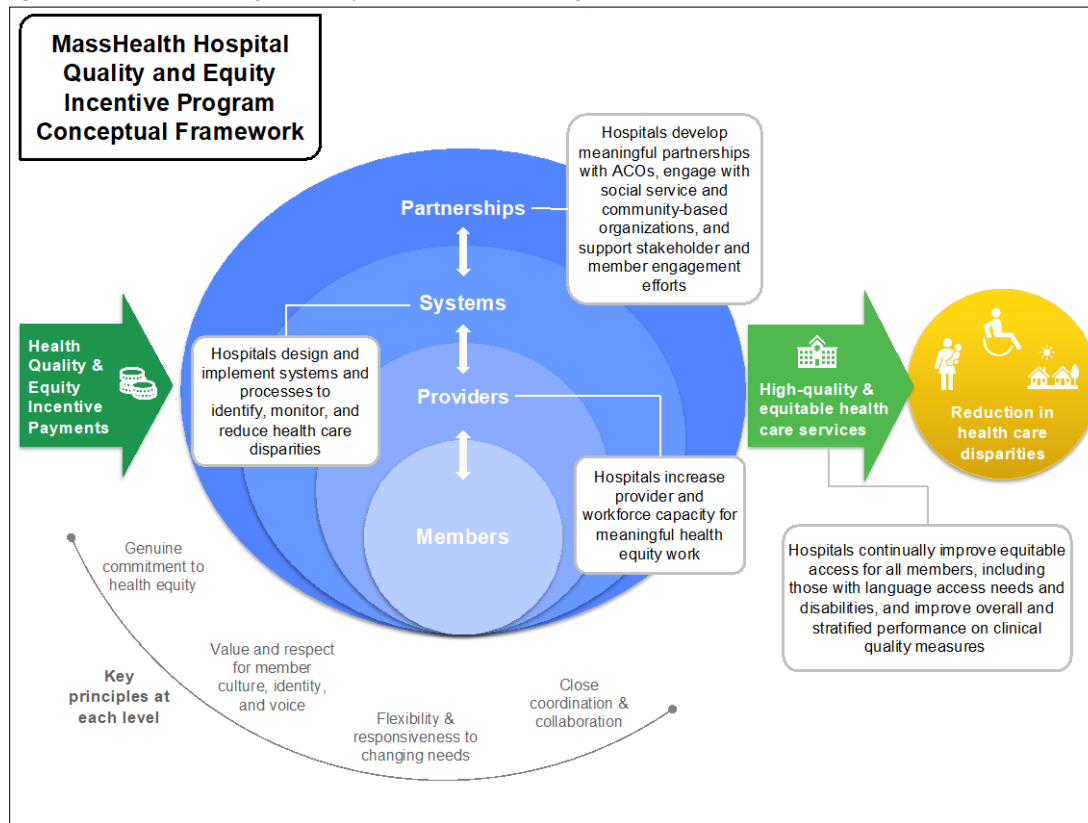 MassHealth Hospital
Quality and Equity
Incentive Program
Conceptual Framework
Hospitals develop
meaningful partnerships
with ACOs, engage with
social service and
community-based
organizations, and
support stakeholder and
member engagement
efforts
Partnerships
Systems
Health
Quality &
Equity
Incentive
Payments
Hospitals design and
implement systems and
processes to
identify, monitor, and
reduce health care
disparities
Providers
High-quality &
equitable health
care services
Reduction in
health care
disparities
Hospitals increase
provider and
workforce capacity for
meaningful health
equity work
Members
Hospitals continually improve equitable
access for all members, including
those with language access needs and
disabilities, and improve overall and
stratified performance on clinical
quality measures
Genuine
commitment to
health equity
Value and respect
for member
culture, identity,
and voice
Key
principles at
each level
Flexibility &
responsiveness to
changing needs
Close
coordination &
collaboration